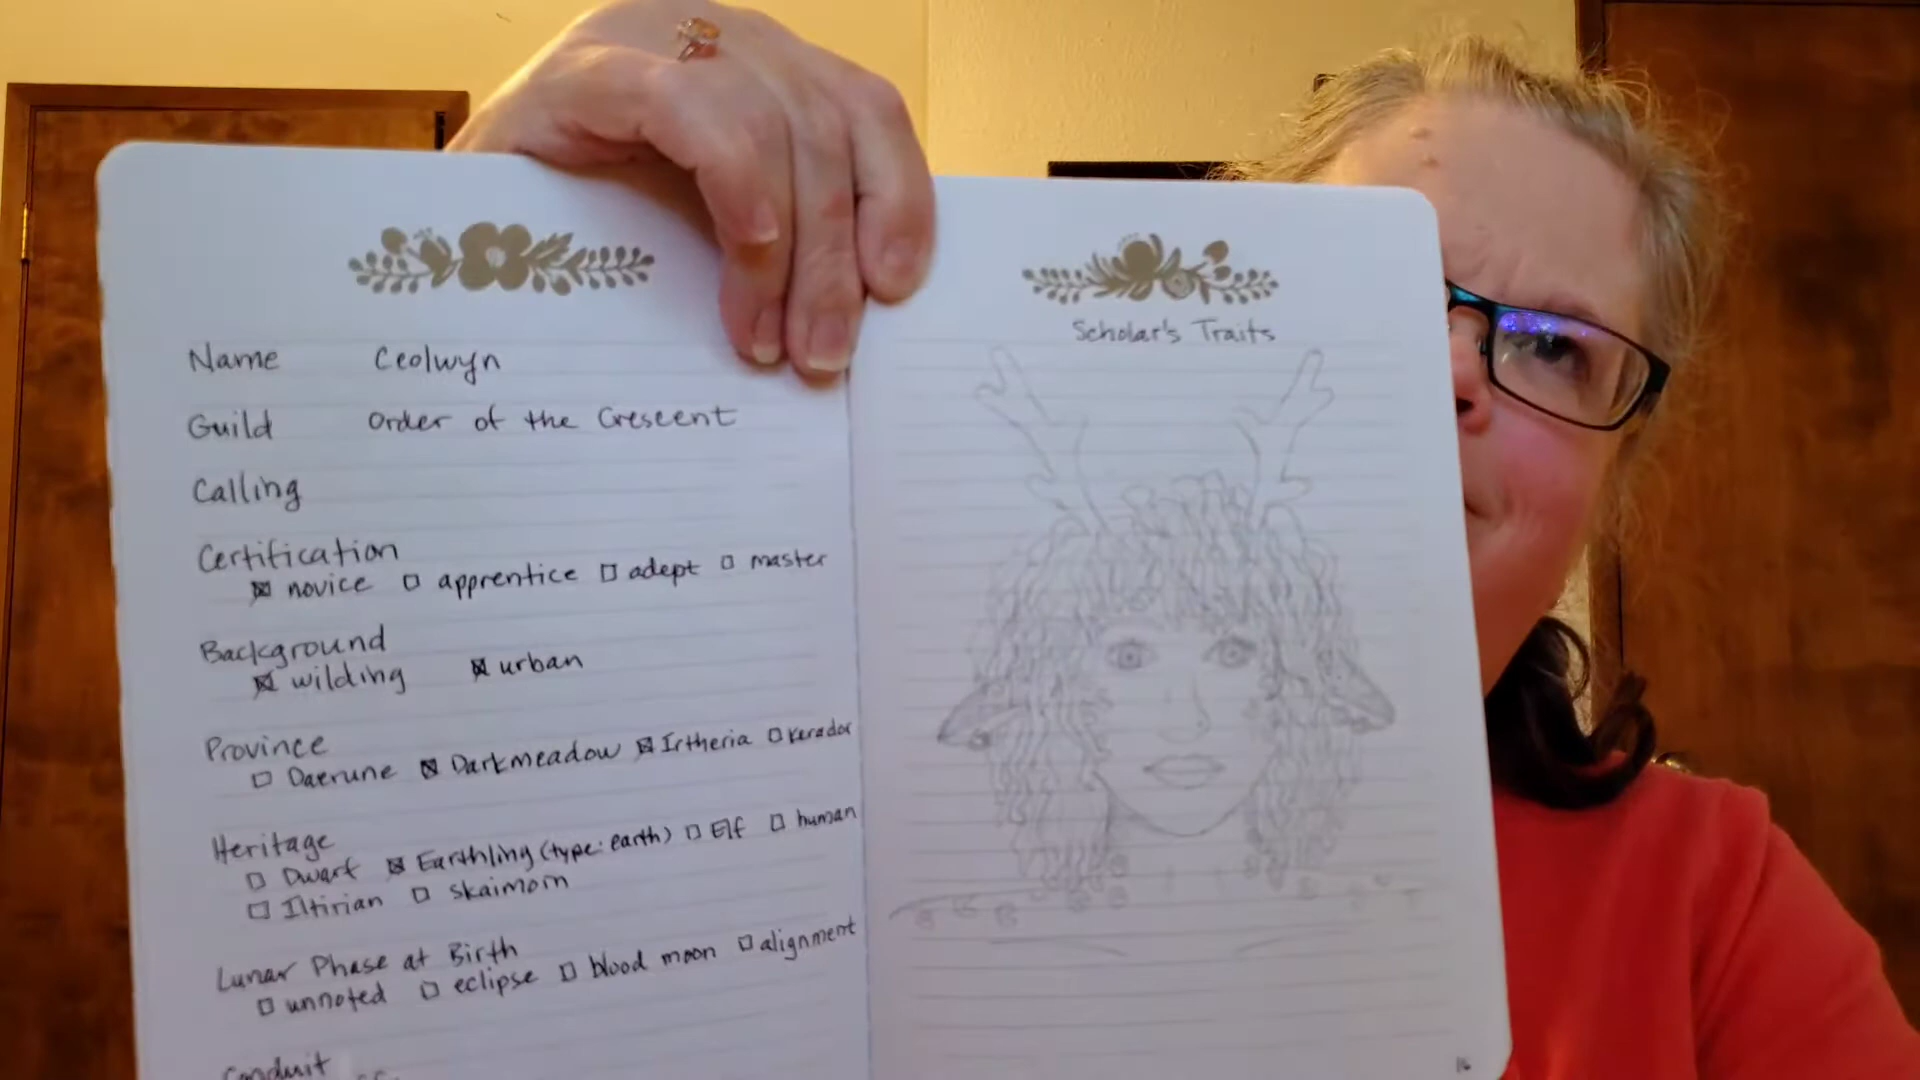 Name Ceolwyn
Guild Order of the Crescent
Calling
Certification
novice apprentice adept master
Background
wilding urban
Province
Daerune Darkmeadow Irtheria Kerador
Heritage
Dwarf Earthling (type: earth) Elf human
Iltirian Skaimorn
Lunar Phase at Birth
unnoted eclipse blood moon alignment
Conduit
Scholar's Traits
16